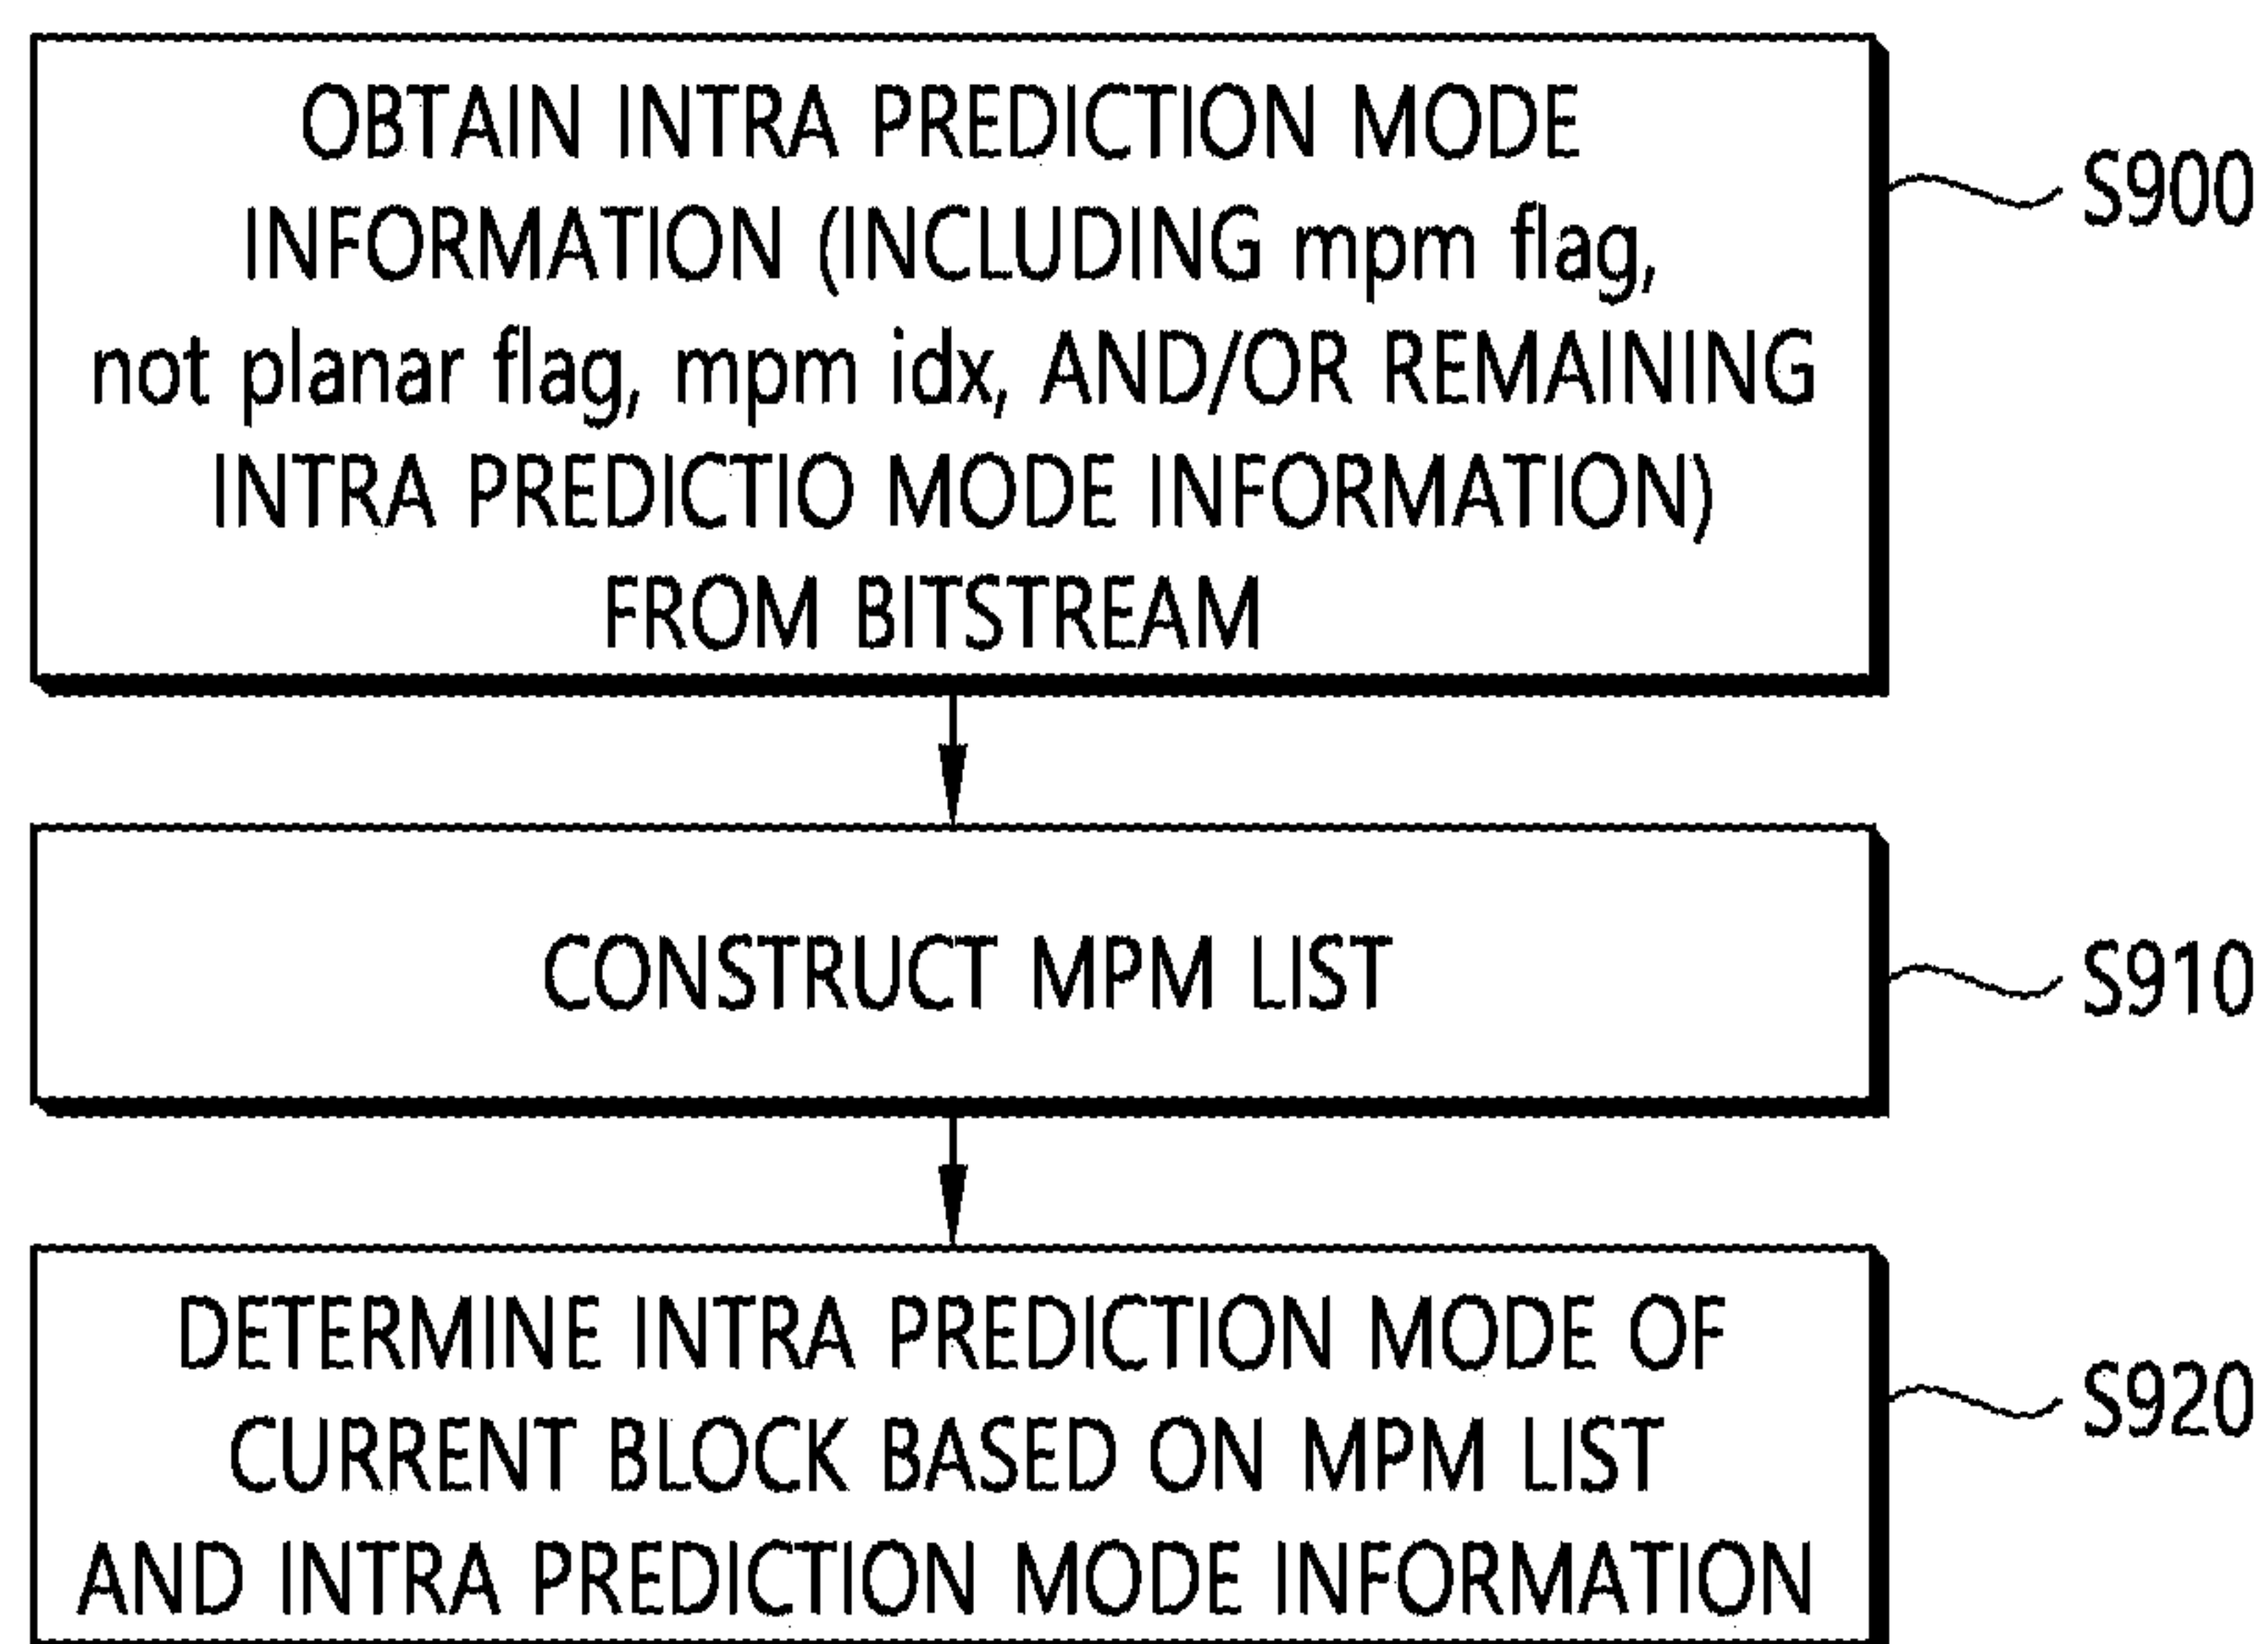 OBTAIN INTRA PREDICTION MODE
INFORMATION (INCLUDING mpm flag,
not planar flag, mpm idx, AND/OR REMAINING
INTRA PREDICTIO MODE INFORMATION)
FROM BITSTREAM
S900
CONSTRUCT MPM LIST
S910
DETERMINE INTRA PREDICTION MODE OF
CURRENT BLOCK BASED ON MPM LIST
AND INTRA PREDICTION MODE INFORMATION
S920